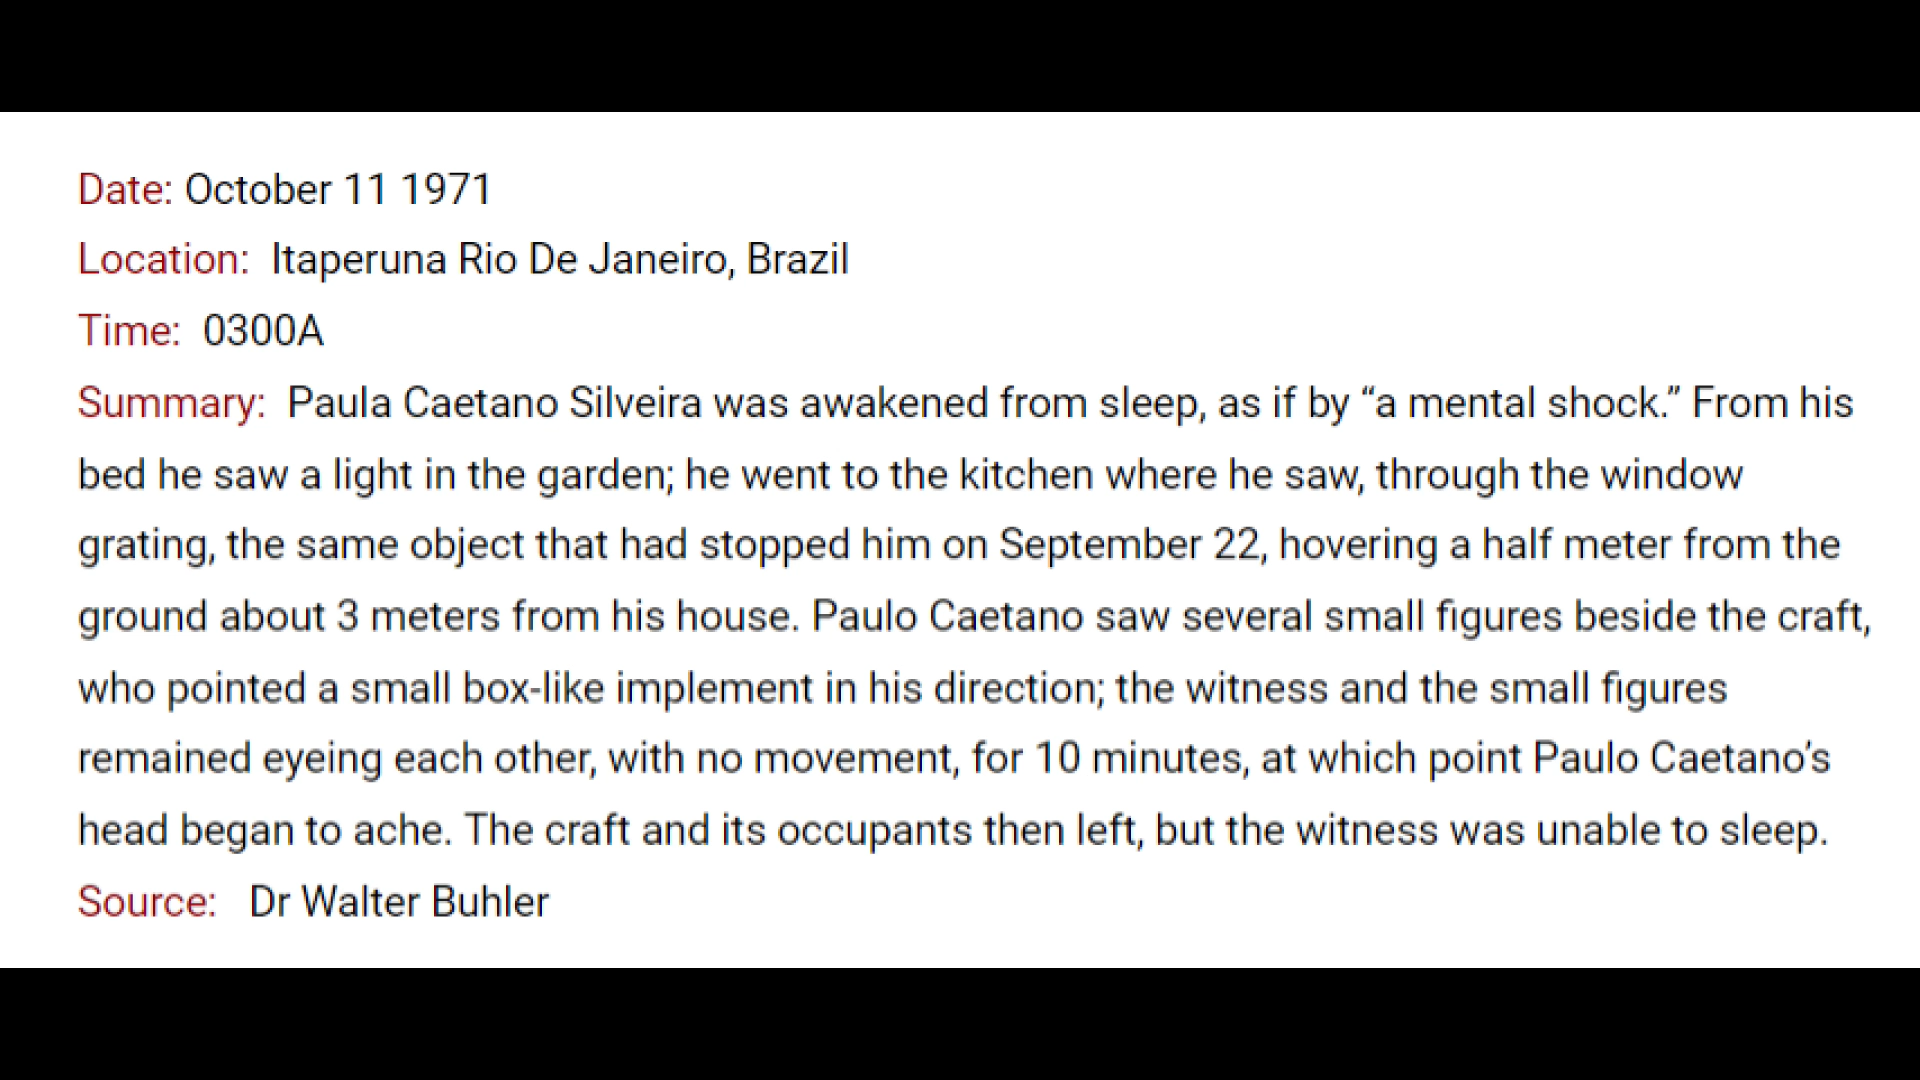 Date: October 11 1971
Location: Itaperuna Rio De Janeiro, Brazil
Time: 0300A
Summary: Paula Caetano Silveira was awakened from sleep, as if by “a mental shock.” From his
bed he saw a light in the garden; he went to the kitchen where he saw, through the window
grating, the same object that had stopped him on September 22, hovering a half meter from the
ground about 3 meters from his house. Paulo Caetano saw several small figures beside the craft,
who pointed a small box-like implement in his direction; the witness and the small figures
remained eyeing each other, with no movement, for 10 minutes, at which point Paulo Caetano’s
head began to ache. The craft and its occupants then left, but the witness was unable to sleep.
Source: Dr Walter Buhler